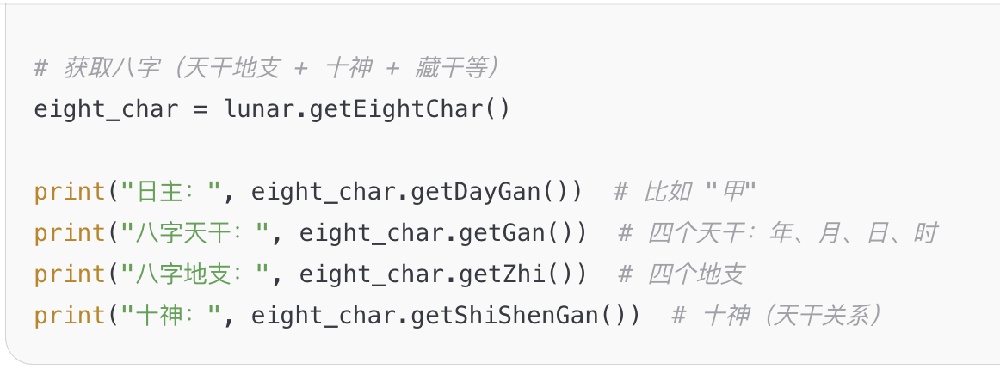 # 获取八字（天干地支 + 十神 + 藏干等）
eight_char = lunar.getEightChar()
print("日主：", eight_char.getDayGan())  # 比如 "甲"
print("八字天干：", eight_char.getGan())  # 四个天干：年、月、日、时
print("八字地支：", eight_char.getZhi())  # 四个地支
print("十神：", eight_char.getShiShenGan())  # 十神（天干关系）